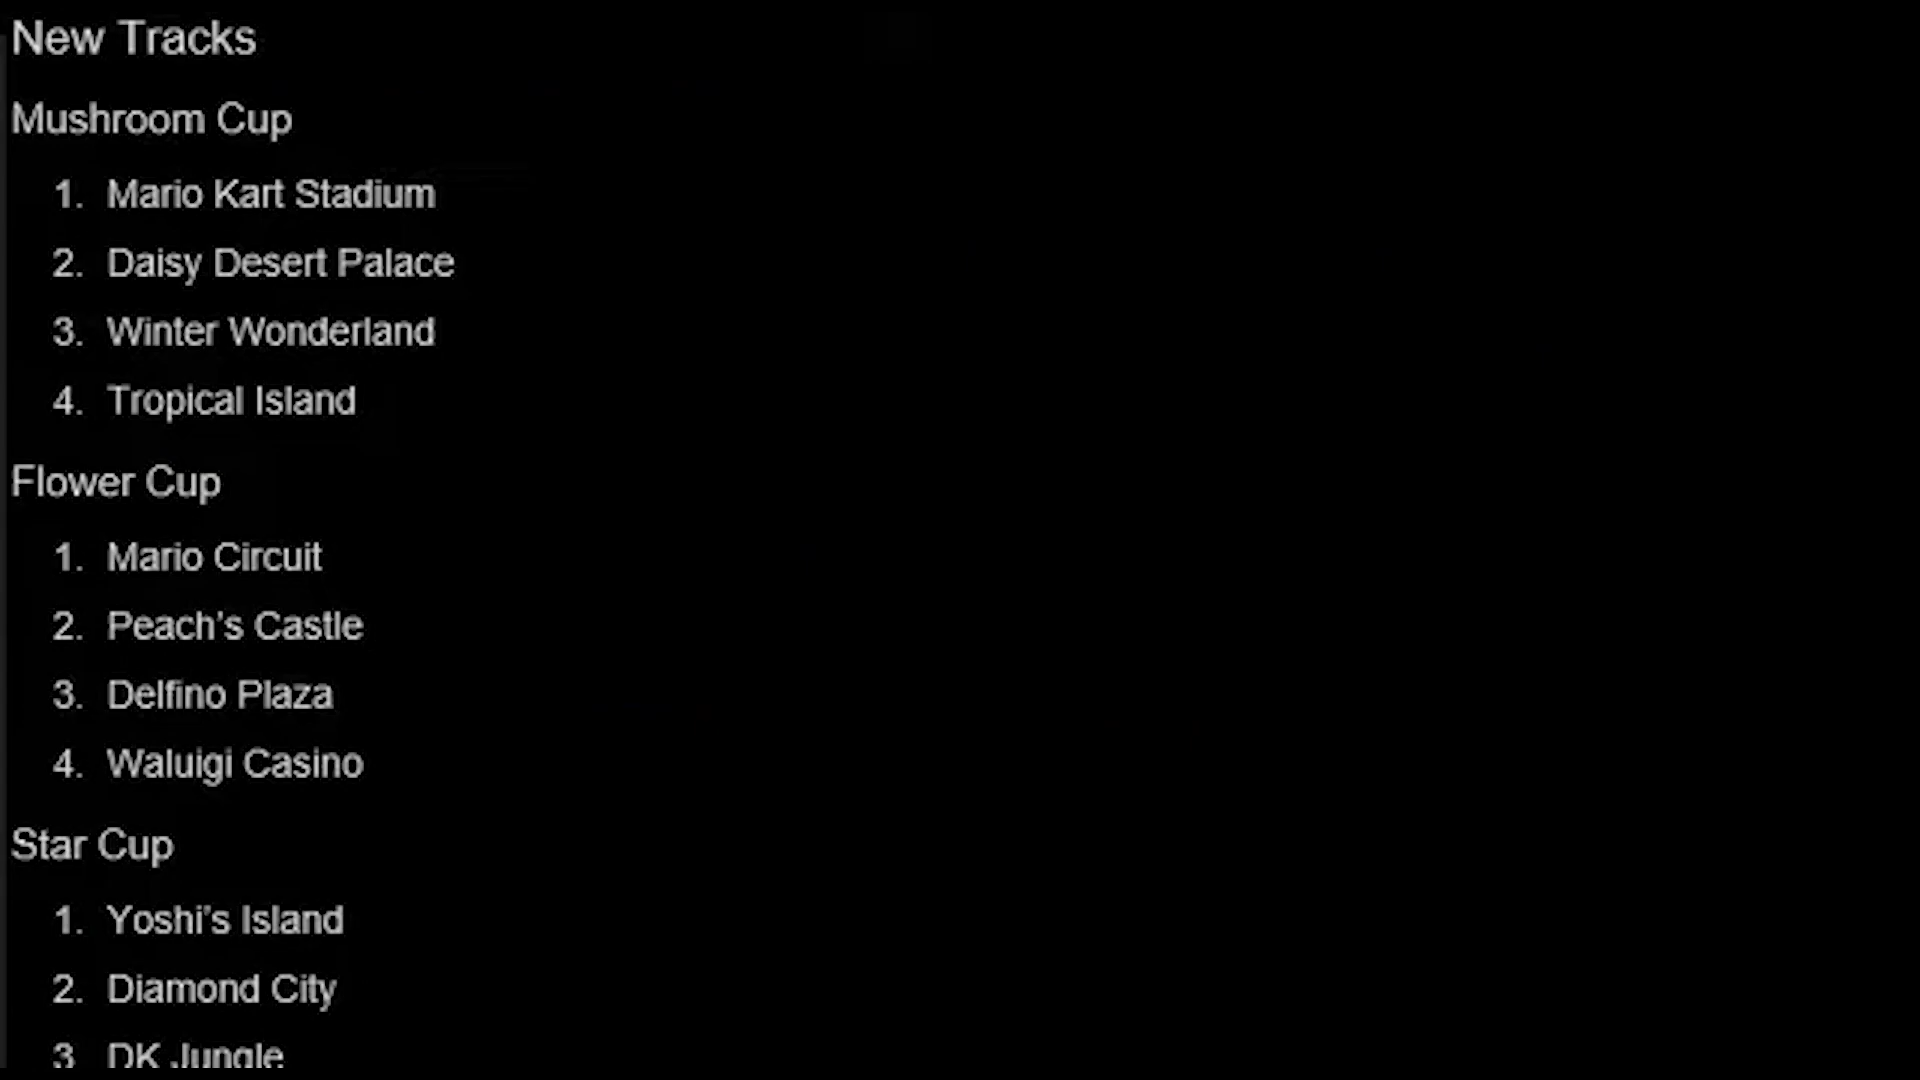 New Tracks
Mushroom Cup
1. Mario Kart Stadium
2. Daisy Desert Palace
3. Winter Wonderland
4. Tropical Island
Flower Cup
1. Mario Circuit
2. Peach’s Castle
3. Delfino Plaza
4. Waluigi Casino
Star Cup
1. Yoshi’s Island
2. Diamond City
3 DK Jungle